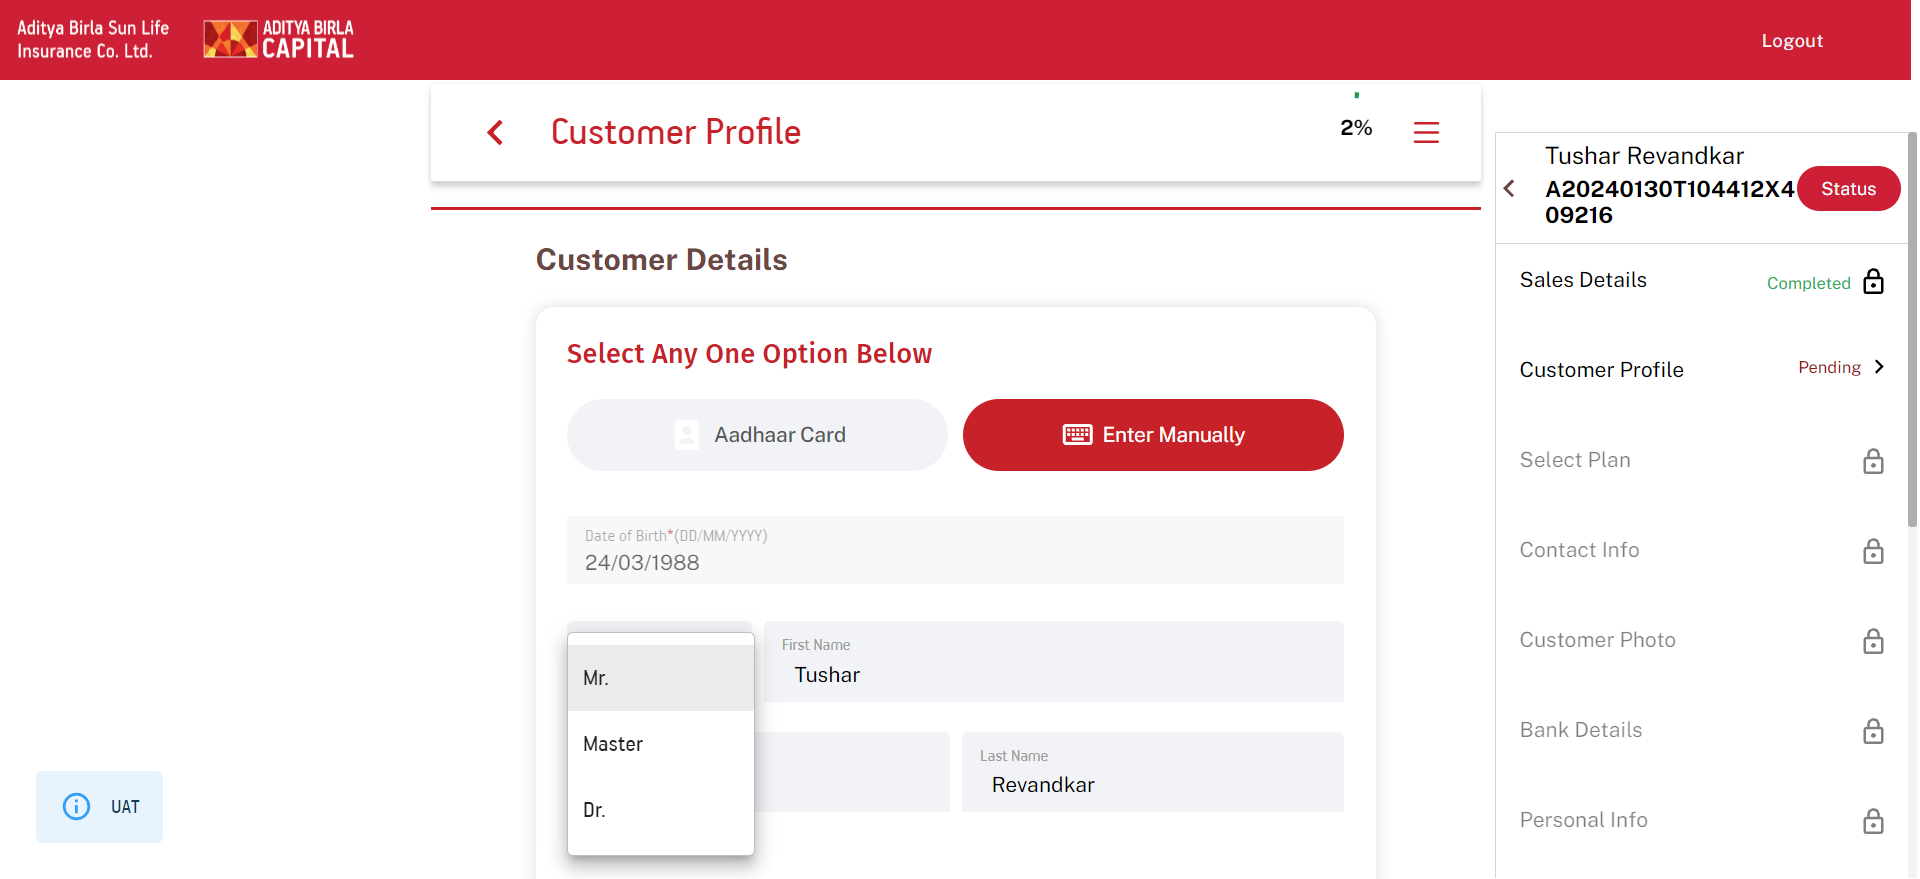 Aditya Birla Sun Life
Insurance Co. Ltd.
ADITYA BIRLA
CAPITAL
Logout
Customer Profile
2%
Customer Details
Select Any One Option Below
Aadhaar Card
Enter Manually
Date of Birth*(DD/MM/YYYY)
24/03/1988
Mr.
Master
Dr.
First Name
Tushar
Last Name
Revandkar
UAT
Tushar Revandkar
A20240130T104412X4
09216
Status
Sales Details
Completed
Customer Profile
Pending
Select Plan
Contact Info
Customer Photo
Bank Details
Personal Info